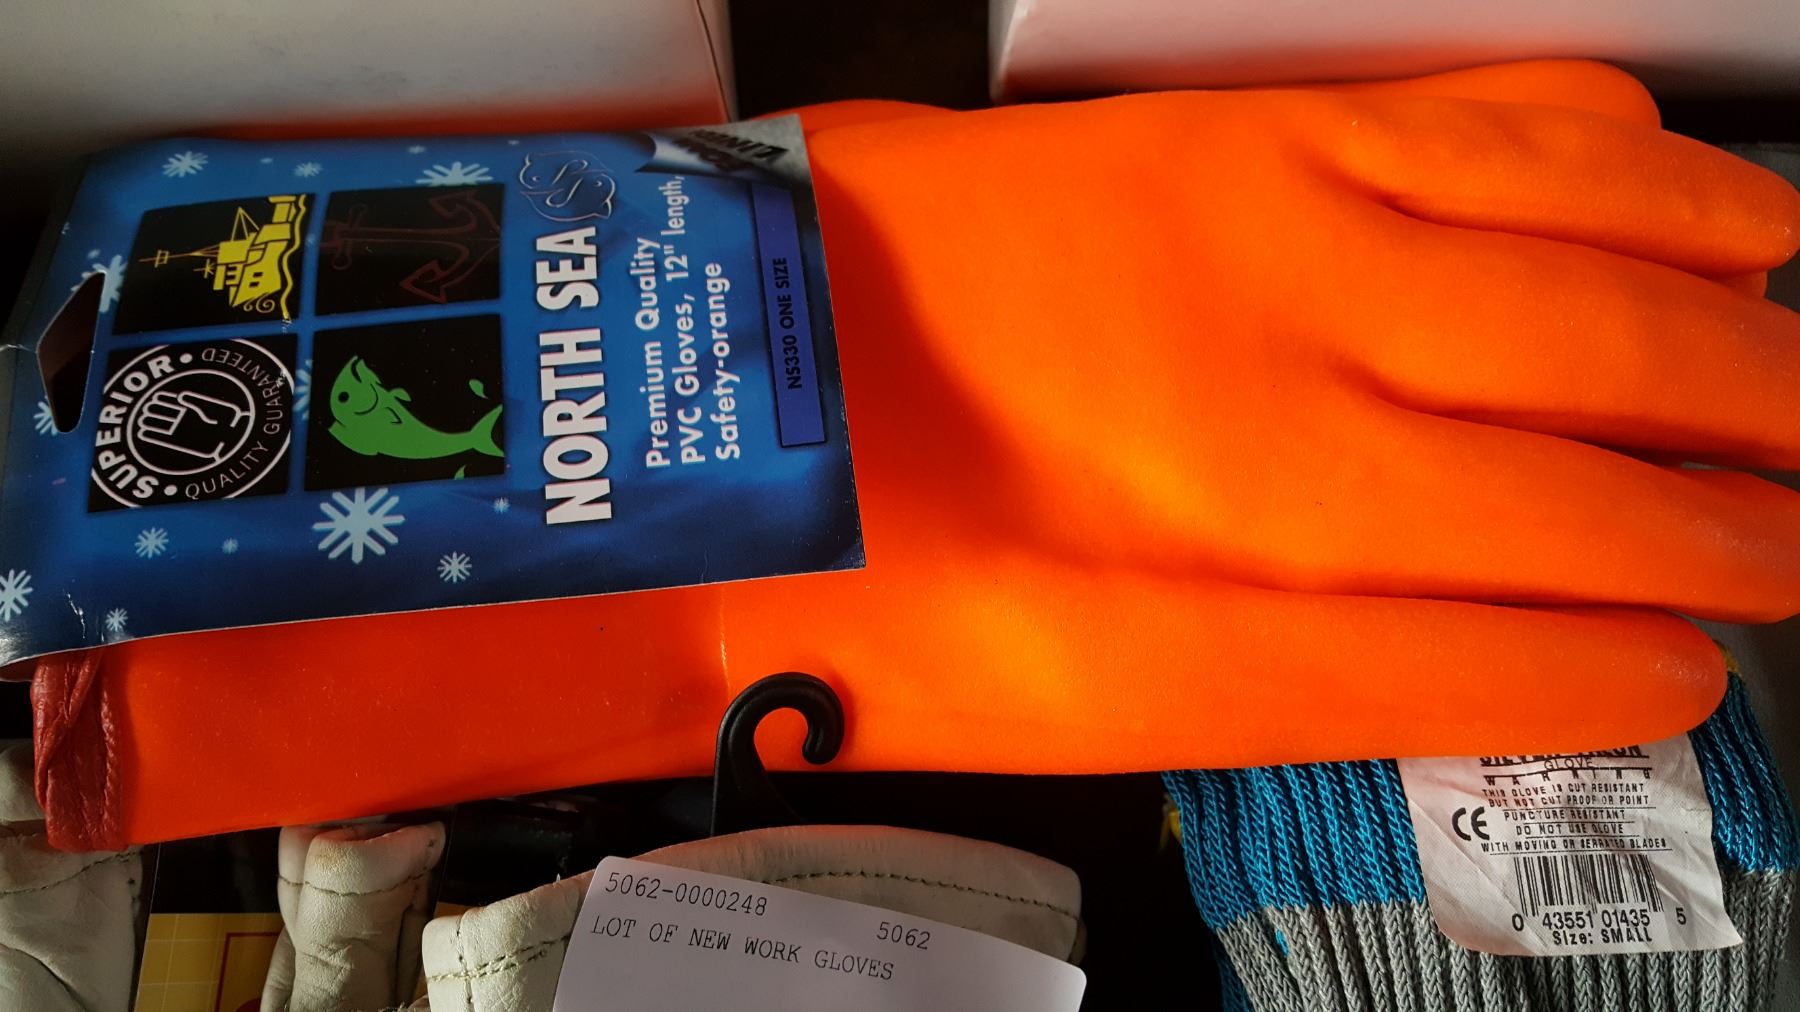 SUPERIOR
QUALITY GUARANTEED
NORTH SEA
Premium Quality
PVC Gloves, 12" length,
Safety-orange
NS330 ONE SIZE
GLOVE
WARNING
THIS GLOVE IS CUT RESISTANT
BUT NOT CUT PROOF OR POINT
PUNCTURE RESISTANT
DO NOT USE GLOVE
WITH MOVING OR SERRATED BLADES
CE
0 43551 01435 5
Size: SMALL
5062-0000248
5062
LOT OF NEW WORK GLOVES